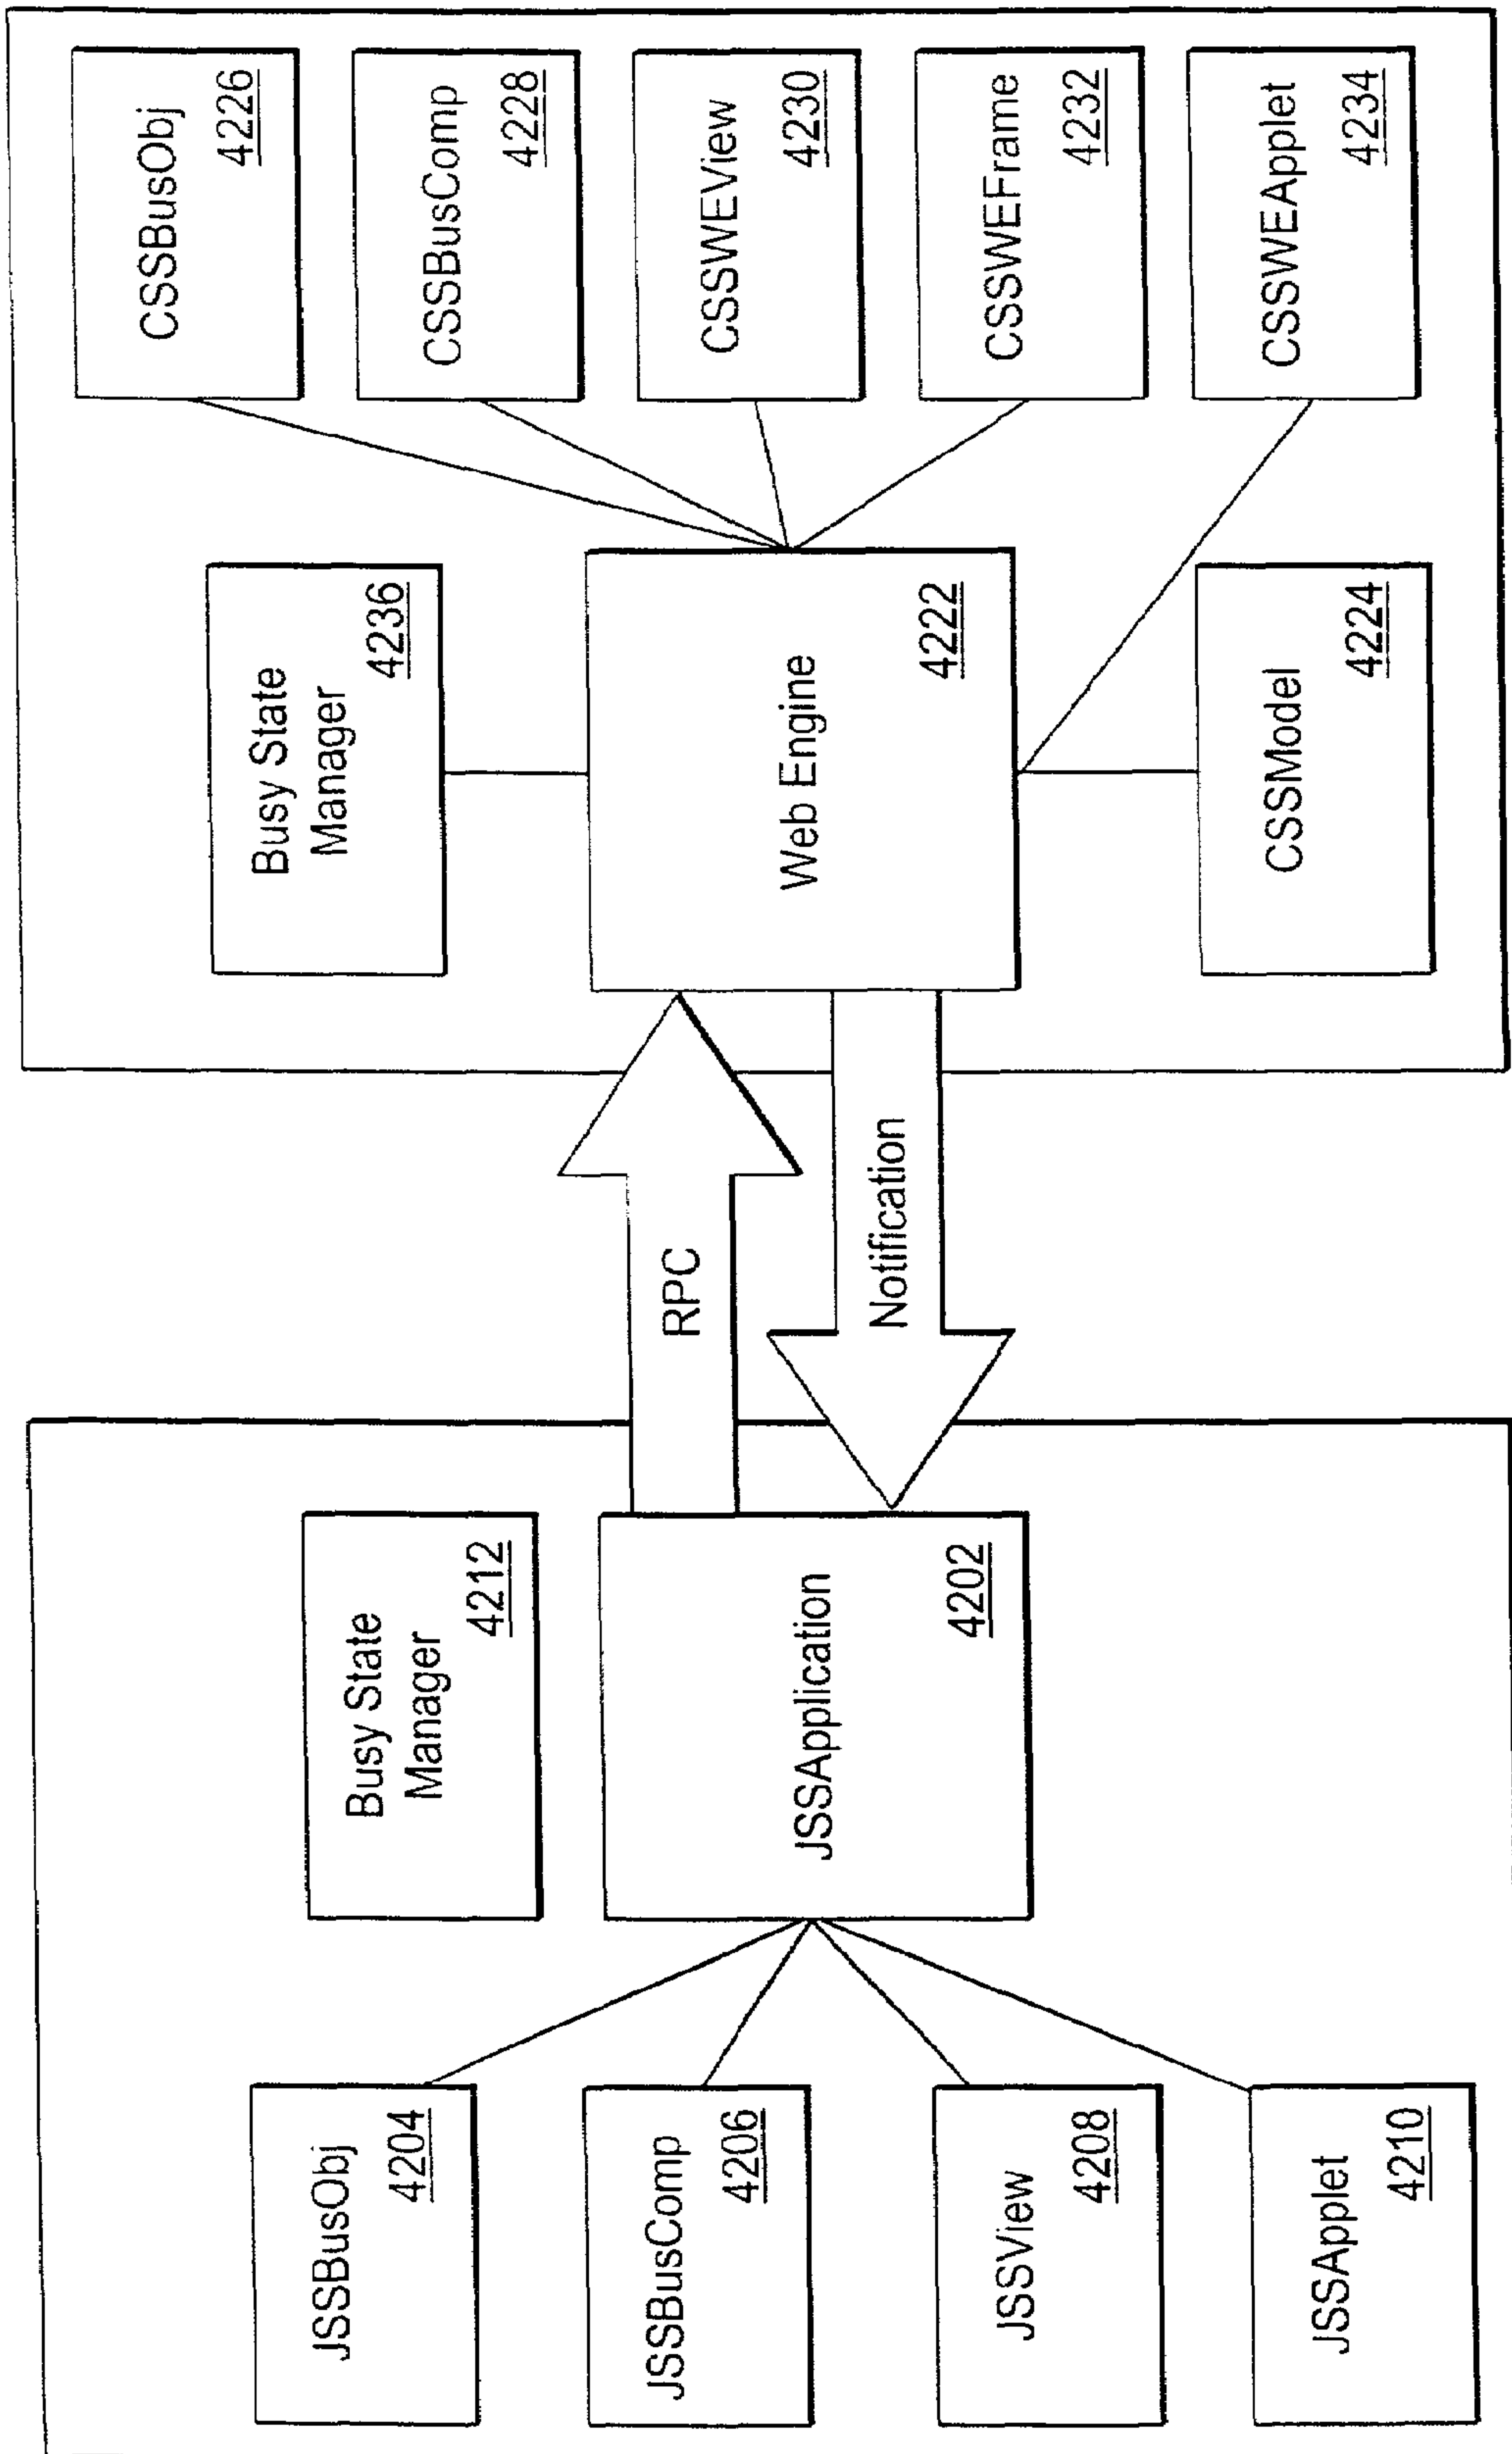 JSSBusObj
4204
JSSBusComp
4206
JSSView
4208
JSSApplet
4210
Busy State
Manager
4212
JSSApplication
4202
RPC
Notification
Busy State
Manager
4236
Web Engine
4222
CSSModel
4224
CSSBusObj
4226
CSSBusComp
4228
CSSWEView
4230
CSSWEFrame
4232
CSSWEApplet
4234